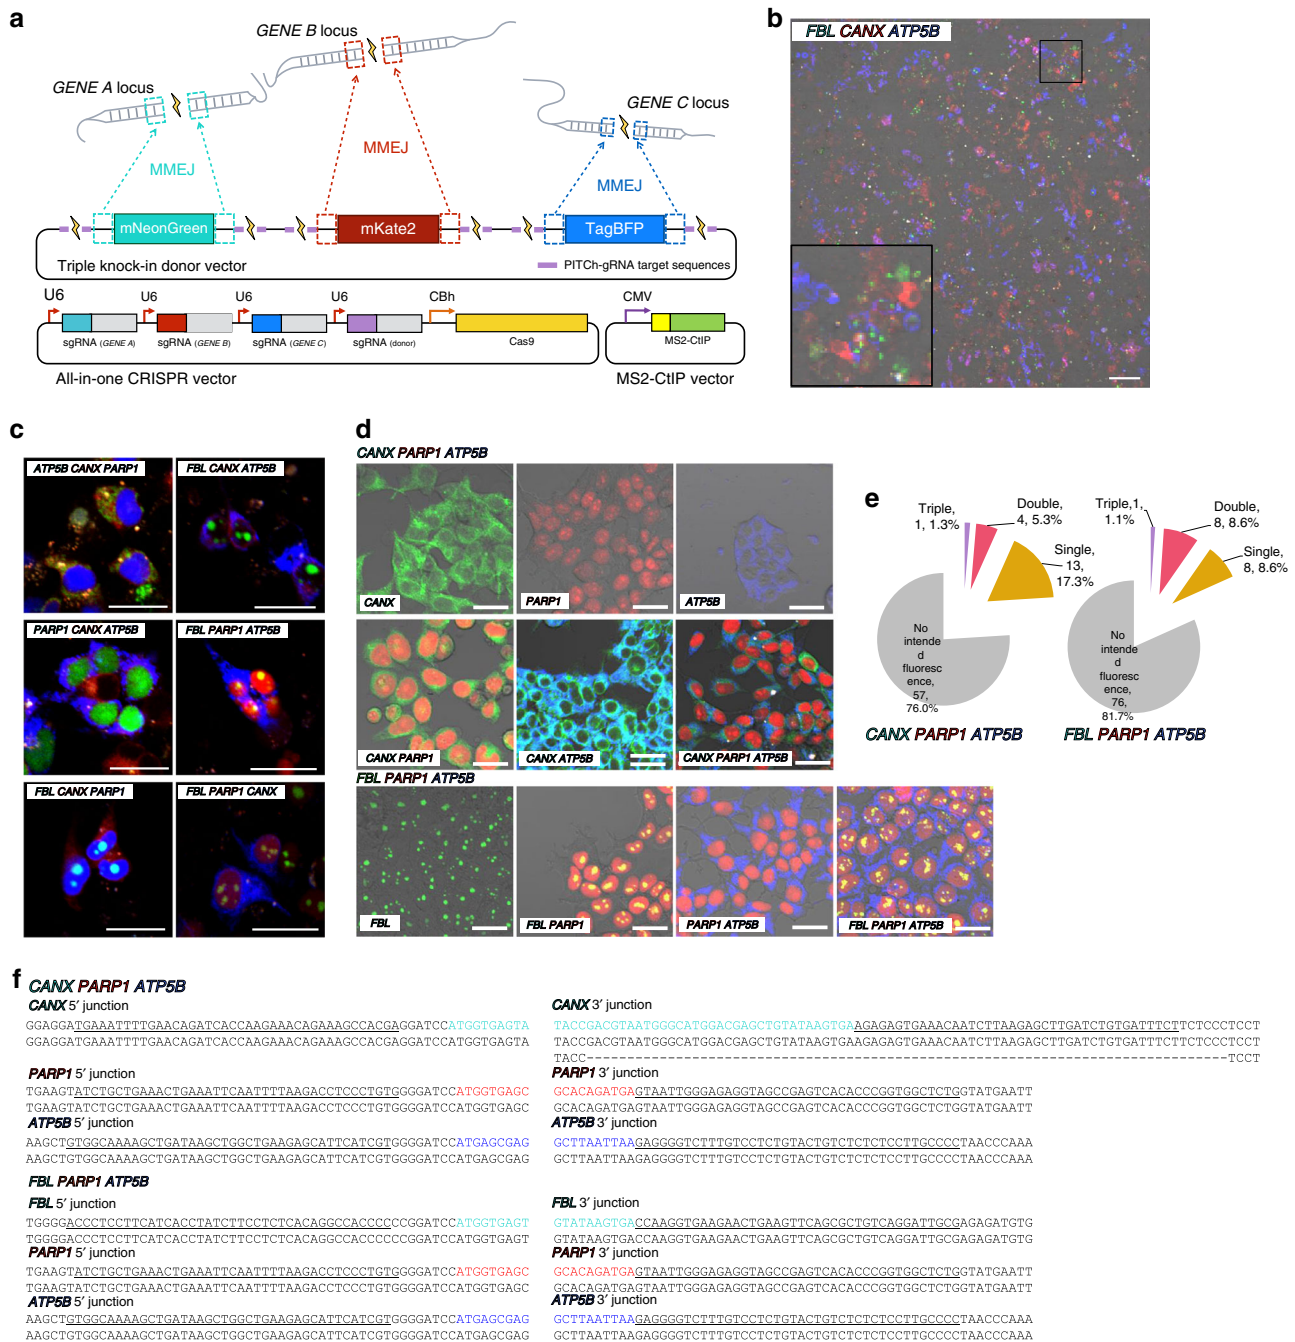 a
GENE B locus
GENE A locus
GENE C locus
MMEJ
MMEJ
MMEJ
mNeonGreen
mKate2
TagBFP
Triple knock-in donor vector
PITCh-gRNA target sequences
U6
U6
U6
U6
CBh
CMV
sgRNA (GENE A)
sgRNA (GENE B)
sgRNA (GENE C)
sgRNA (donor)
Cas9
MS2-CtIP
All-in-one CRISPR vector
MS2-CtIP vector
b
FBL CANX ATP5B
c
ATP5B CANX PARP1
FBL CANX ATP5B
PARP1 CANX ATP5B
FBL PARP1 ATP5B
FBL CANX PARP1
FBL PARP1 CANX
d
CANX PARP1 ATP5B
CANX
PARP1
ATP5B
CANX PARP1
CANX ATP5B
CANX PARP1 ATP5B
FBL PARP1 ATP5B
FBL
FBL PARP1
PARP1 ATP5B
FBL PARP1 ATP5B
e
Triple,
1, 1.3%
Double,
4, 5.3%
Single,
13,
17.3%
No
intende
d
fluoresc
ence,
57,
76.0%
CANX PARP1 ATP5B
Triple,1,
1.1%
Double,
8, 8.6%
Single,
8, 8.6%
No
intende
d
fluoresc
ence,
76,
81.7%
FBL PARP1 ATP5B
f
CANX PARP1 ATP5B
CANX 5′ junction
GGAGGATGAAATTTTGAACAGATCACCAAGAAACAGAAAGCCACGAGGATCCATGGTGAGTA
GGAGGATGAAATTTTGAACAGATCACCAAGAAACAGAAAGCCACGAGGATCCATGGTGAGTA
CANX 3′ junction
TACCGACGTAATGGGCATGGACGAGCTGTATAAGTGAAGAGAGTGAAACAATCTTAAGAGCTTGATCTGTGATTTCTTCTCCCTCCT
TACCGACGTAATGGGCATGGACGAGCTGTATAAGTGAAGAGAGTGAAACAATCTTAAGAGCTTGATCTGTGATTTCTTCTCCCTCCT
TACC-------------------------------------------------------------------------------TCCT
PARP1 5′ junction
TGAAGTATCTGCTGAAACTGAAATTCAATTTTAAGACCTCCCTGTGGGGATCCATGGTGAGC
TGAAGTATCTGCTGAAACTGAAATTCAATTTTAAGACCTCCCTGTGGGGATCCATGGTGAGC
PARP1 3′ junction
GCACAGATGAGTAATTGGGAGAGGTAGCCGAGTCACACCCGGTGGCTCTGGTATGAATT
GCACAGATGAGTAATTGGGAGAGGTAGCCGAGTCACACCCGGTGGCTCTGGTATGAATT
ATP5B 5′ junction
AAGCTGTGGCAAAAGCTGATAAGCTGGCTGAAGAGCATTCATCGTGGGGATCCATGAGCGAG
AAGCTGTGGCAAAAGCTGATAAGCTGGCTGAAGAGCATTCATCGTGGGGATCCATGAGCGAG
ATP5B 3′ junction
GCTTAATTAAGAGGGGTCTTTGTCCTCTGTACTGTCTCTCTCCTTGCCCCTAACCCAAA
GCTTAATTAAGAGGGGTCTTTGTCCTCTGTACTGTCTCTCTCCTTGCCCCTAACCCAAA
FBL PARP1 ATP5B
FBL 5′ junction
TGGGGACCCTCCTTCATCACCTATCTTCCTCTCACAGGCCACCCCCCGGATCCATGGTGAGT
TGGGGACCCTCCTTCATCACCTATCTTCCTCTCACAGGCCACCCCCCGGATCCATGGTGAGT
FBL 3′ junction
GTATAAGTGACCAAGGTGAAGAACTGAAGTTCAGCGCTGTCAGGATTGCGAGAGATGTG
GTATAAGTGACCAAGGTGAAGAACTGAAGTTCAGCGCTGTCAGGATTGCGAGAGATGTG
PARP1 5′ junction
TGAAGTATCTGCTGAAACTGAAATTCAATTTTAAGACCTCCCTGTGGGGATCCATGGTGAGC
TGAAGTATCTGCTGAAACTGAAATTCAATTTTAAGACCTCCCTGTGGGGATCCATGGTGAGC
PARP1 3′ junction
GCACAGATGAGTAATTGGGAGAGGTAGCCGAGTCACACCCGGTGGCTCTGGTATGAATT
GCACAGATGAGTAATTGGGAGAGGTAGCCGAGTCACACCCGGTGGCTCTGGTATGAATT
ATP5B 5′ junction
AAGCTGTGGCAAAAGCTGATAAGCTGGCTGAAGAGCATTCATCGTGGGGATCCATGAGCGAG
AAGCTGTGGCAAAAGCTGATAAGCTGGCTGAAGAGCATTCATCGTGGGGATCCATGAGCGAG
ATP5B 3′ junction
GCTTAATTAAGAGGGGTCTTTGTCCTCTGTACTGTCTCTCTCCTTGCCCCTAACCCAAA
GCTTAATTAAGAGGGGTCTTTGTCCTCTGTACTGTCTCTCTCCTTGCCCCTAACCCAAA